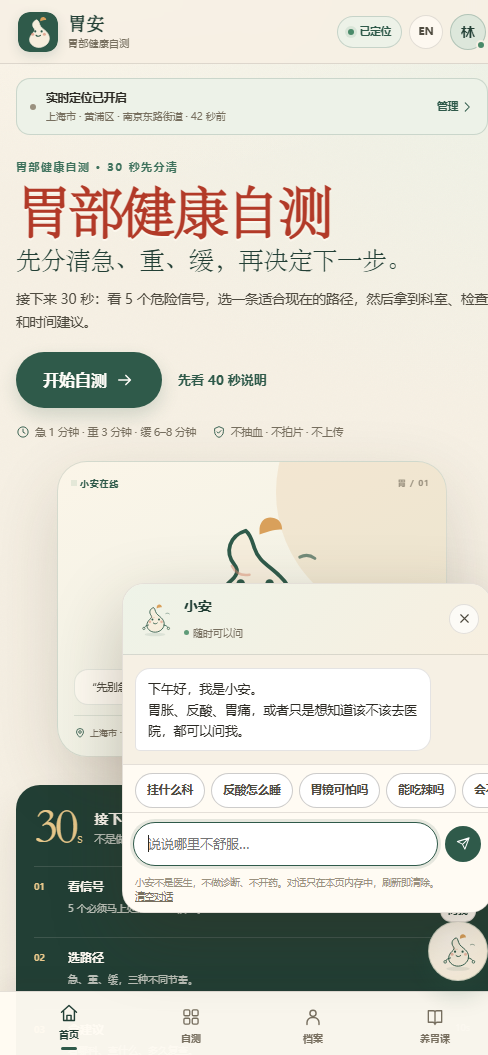 胃安
胃部健康自测
已定位
EN
林
实时定位已开启
上海市 · 黄浦区 · 南京东路街道 · 42 秒前
管理
胃部健康自测 • 30 秒先分清
胃部健康自测
先分清急、重、缓，再决定下一步。
接下来 30 秒：看 5 个危险信号，选一条适合现在的路径，然后拿到科室、检查
和时间建议。
开始自测
先看 40 秒说明
急 1 分钟 · 重 3 分钟 · 缓 6–8 分钟
不抽血 · 不拍片 · 不上传
小安在线
胃 / 01
小安
随时可以问
下午好，我是小安。
胃胀、反酸、胃痛，或者只是想知道该不该去医
院，都可以问我。
“先别急
上海市 ·
挂什么科
反酸怎么睡
胃镜可怕吗
能吃辣吗
说说哪里不舒服...
小安不是医生，不做诊断、不开药。对话只在本页内存中，刷新即清除。
清空对话
30s
接下
不是做
01
看信号
5 个必须马上
02
选路径
急、重、缓，三种不同节奏。
首页
自测
档案
养胃课